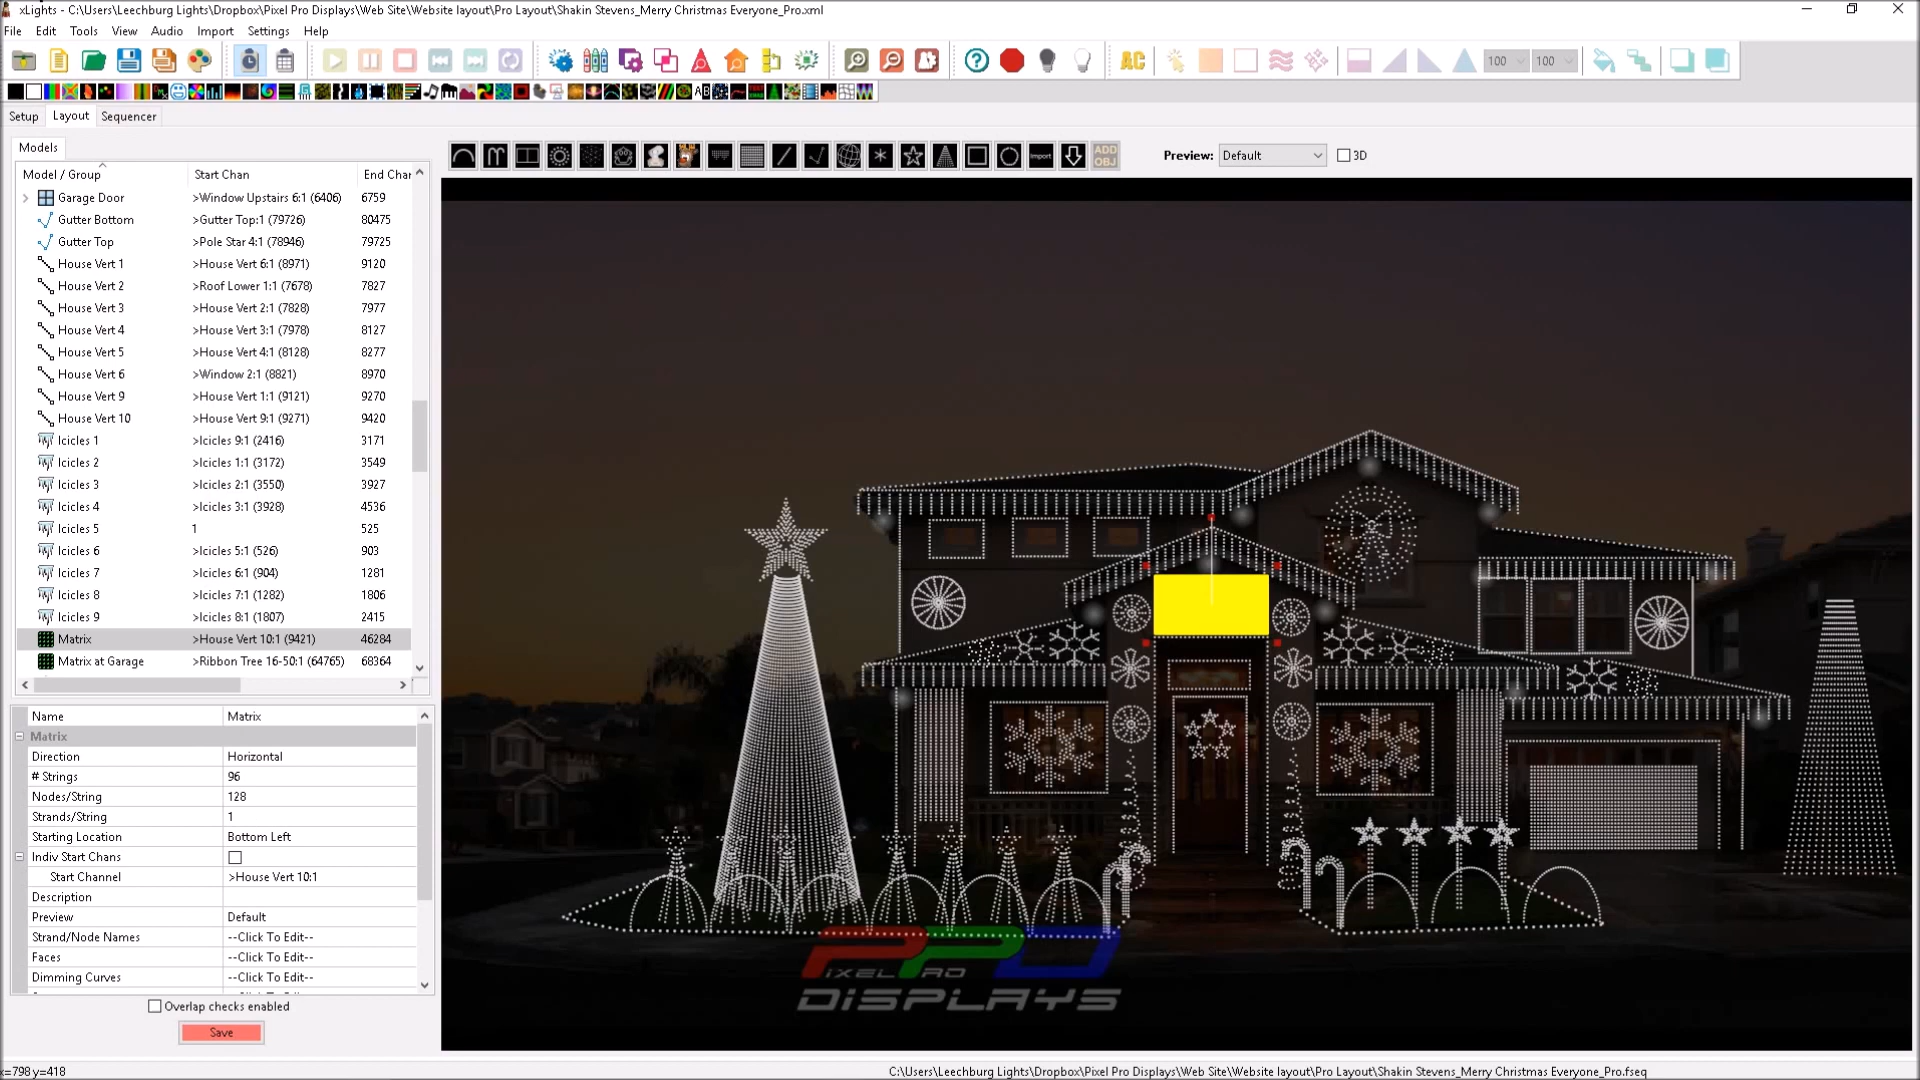 xLights - C:\Users\Leechburg Lights\Dropbox\Pixel Pro Displays\Web Site\Website layout\Pro Layout\Shakin Stevens_Merry Christmas Everyone_Pro.xml
File Edit Tools View Audio Import Settings Help
AC 100 100
Setup Layout Sequencer
Models
Import ADD OBJ Preview: Default 3D
Model / Group Start Chan End Char
Garage Door >Window Upstairs 6:1 (6406) 6759
Gutter Bottom >Gutter Top:1 (79726) 80475
Gutter Top >Pole Star 4:1 (78946) 79725
House Vert 1 >House Vert 6:1 (8971) 9120
House Vert 2 >Roof Lower 1:1 (7678) 7827
House Vert 3 >House Vert 2:1 (7828) 7977
House Vert 4 >House Vert 3:1 (7978) 8127
House Vert 5 >House Vert 4:1 (8128) 8277
House Vert 6 >Window 2:1 (8821) 8970
House Vert 9 >House Vert 1:1 (9121) 9270
House Vert 10 >House Vert 9:1 (9271) 9420
Icicles 1 >Icicles 9:1 (2416) 3171
Icicles 2 >Icicles 1:1 (3172) 3549
Icicles 3 >Icicles 2:1 (3550) 3927
Icicles 4 >Icicles 3:1 (3928) 4536
Icicles 5 1 525
Icicles 6 >Icicles 5:1 (526) 903
Icicles 7 >Icicles 6:1 (904) 1281
Icicles 8 >Icicles 7:1 (1282) 1806
Icicles 9 >Icicles 8:1 (1807) 2415
Matrix >House Vert 10:1 (9421) 46284
Matrix at Garage >Ribbon Tree 16-50:1 (64765) 68364
Name Matrix
Matrix
Direction Horizontal
# Strings 96
Nodes/String 128
Strands/String 1
Starting Location Bottom Left
Indiv Start Chans
Start Channel >House Vert 10:1
Description
Preview Default
Strand/Node Names --Click To Edit--
Faces --Click To Edit--
Dimming Curves --Click To Edit--
Overlap checks enabled
Save
PPD
Pixel Pro
Displays
x=798 y=418 C:\Users\Leechburg Lights\Dropbox\Pixel Pro Displays\Web Site\Website layout\Pro Layout\Shakin Stevens_Merry Christmas Everyone_Pro.fseq